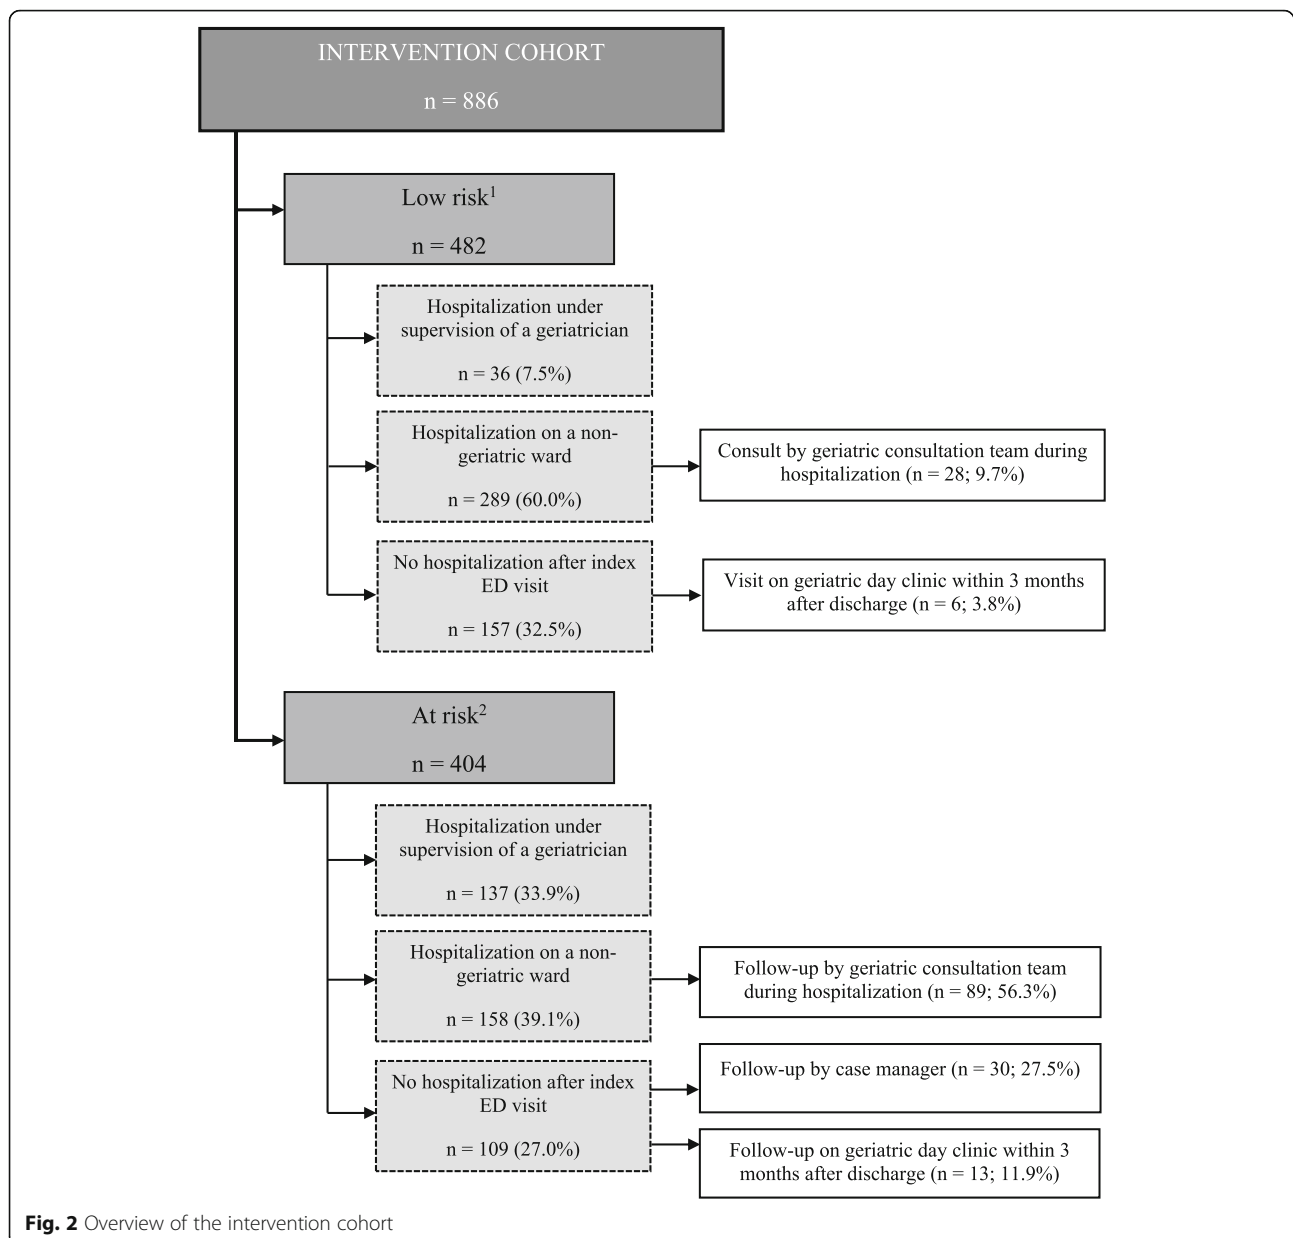 INTERVENTION COHORT
n = 886
Low risk¹
n = 482
Hospitalization under
supervision of a geriatrician
n = 36 (7.5%)
Hospitalization on a non-
geriatric ward
n = 289 (60.0%)
Consult by geriatric consultation team during
hospitalization (n = 28; 9.7%)
No hospitalization after index
ED visit
n = 157 (32.5%)
Visit on geriatric day clinic within 3 months
after discharge (n = 6; 3.8%)
At risk²
n = 404
Hospitalization under
supervision of a geriatrician
n = 137 (33.9%)
Hospitalization on a non-
geriatric ward
n = 158 (39.1%)
Follow-up by geriatric consultation team
during hospitalization (n = 89; 56.3%)
No hospitalization after index
ED visit
n = 109 (27.0%)
Follow-up by case manager (n = 30; 27.5%)
Follow-up on geriatric day clinic within 3
months after discharge (n = 13; 11.9%)
Fig. 2 Overview of the intervention cohort